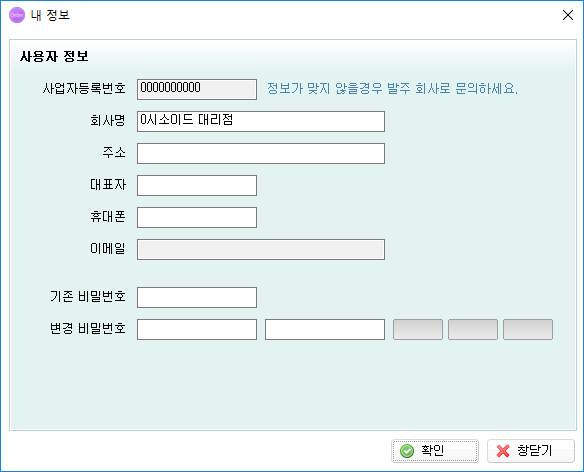 Order 내 정보
사용자 정보
사업자등록번호 0000000000 정보가 맞지 않을경우 발주 회사로 문의하세요.
회사명 0시소이드 대리점
주소
대표자
휴대폰
이메일
기존 비밀번호
변경 비밀번호
확인 창닫기